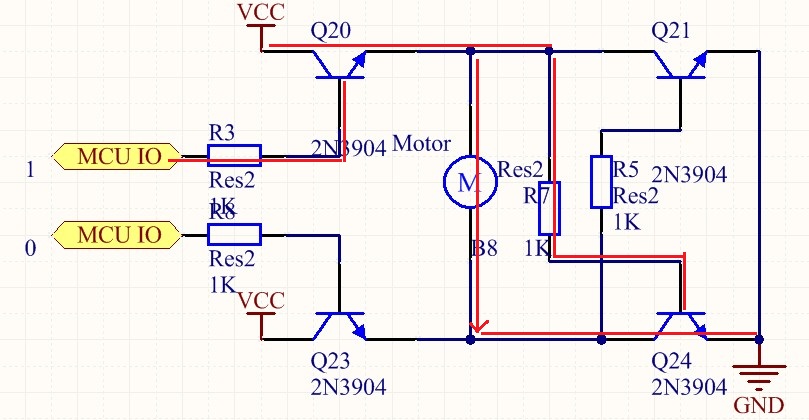 VCC
Q20
Q21
R3
MCU IO
2N3904
Motor
1
M
Res2
R5
2N3904
Res2
R7
Res2
1K
1K
R8
MCU IO
0
B8
1K
Res2
1K
VCC
Q23
2N3904
Q24
2N3904
GND